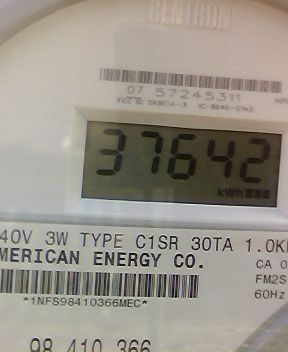 CENTRON
07 57245311
37642
kWh
40V 3W TYPE C1SR 30TA 1.0K
MERICAN ENERGY CO.
CA 0
FM2S
60Hz
*1NFS98410366MEC*
98 410 366